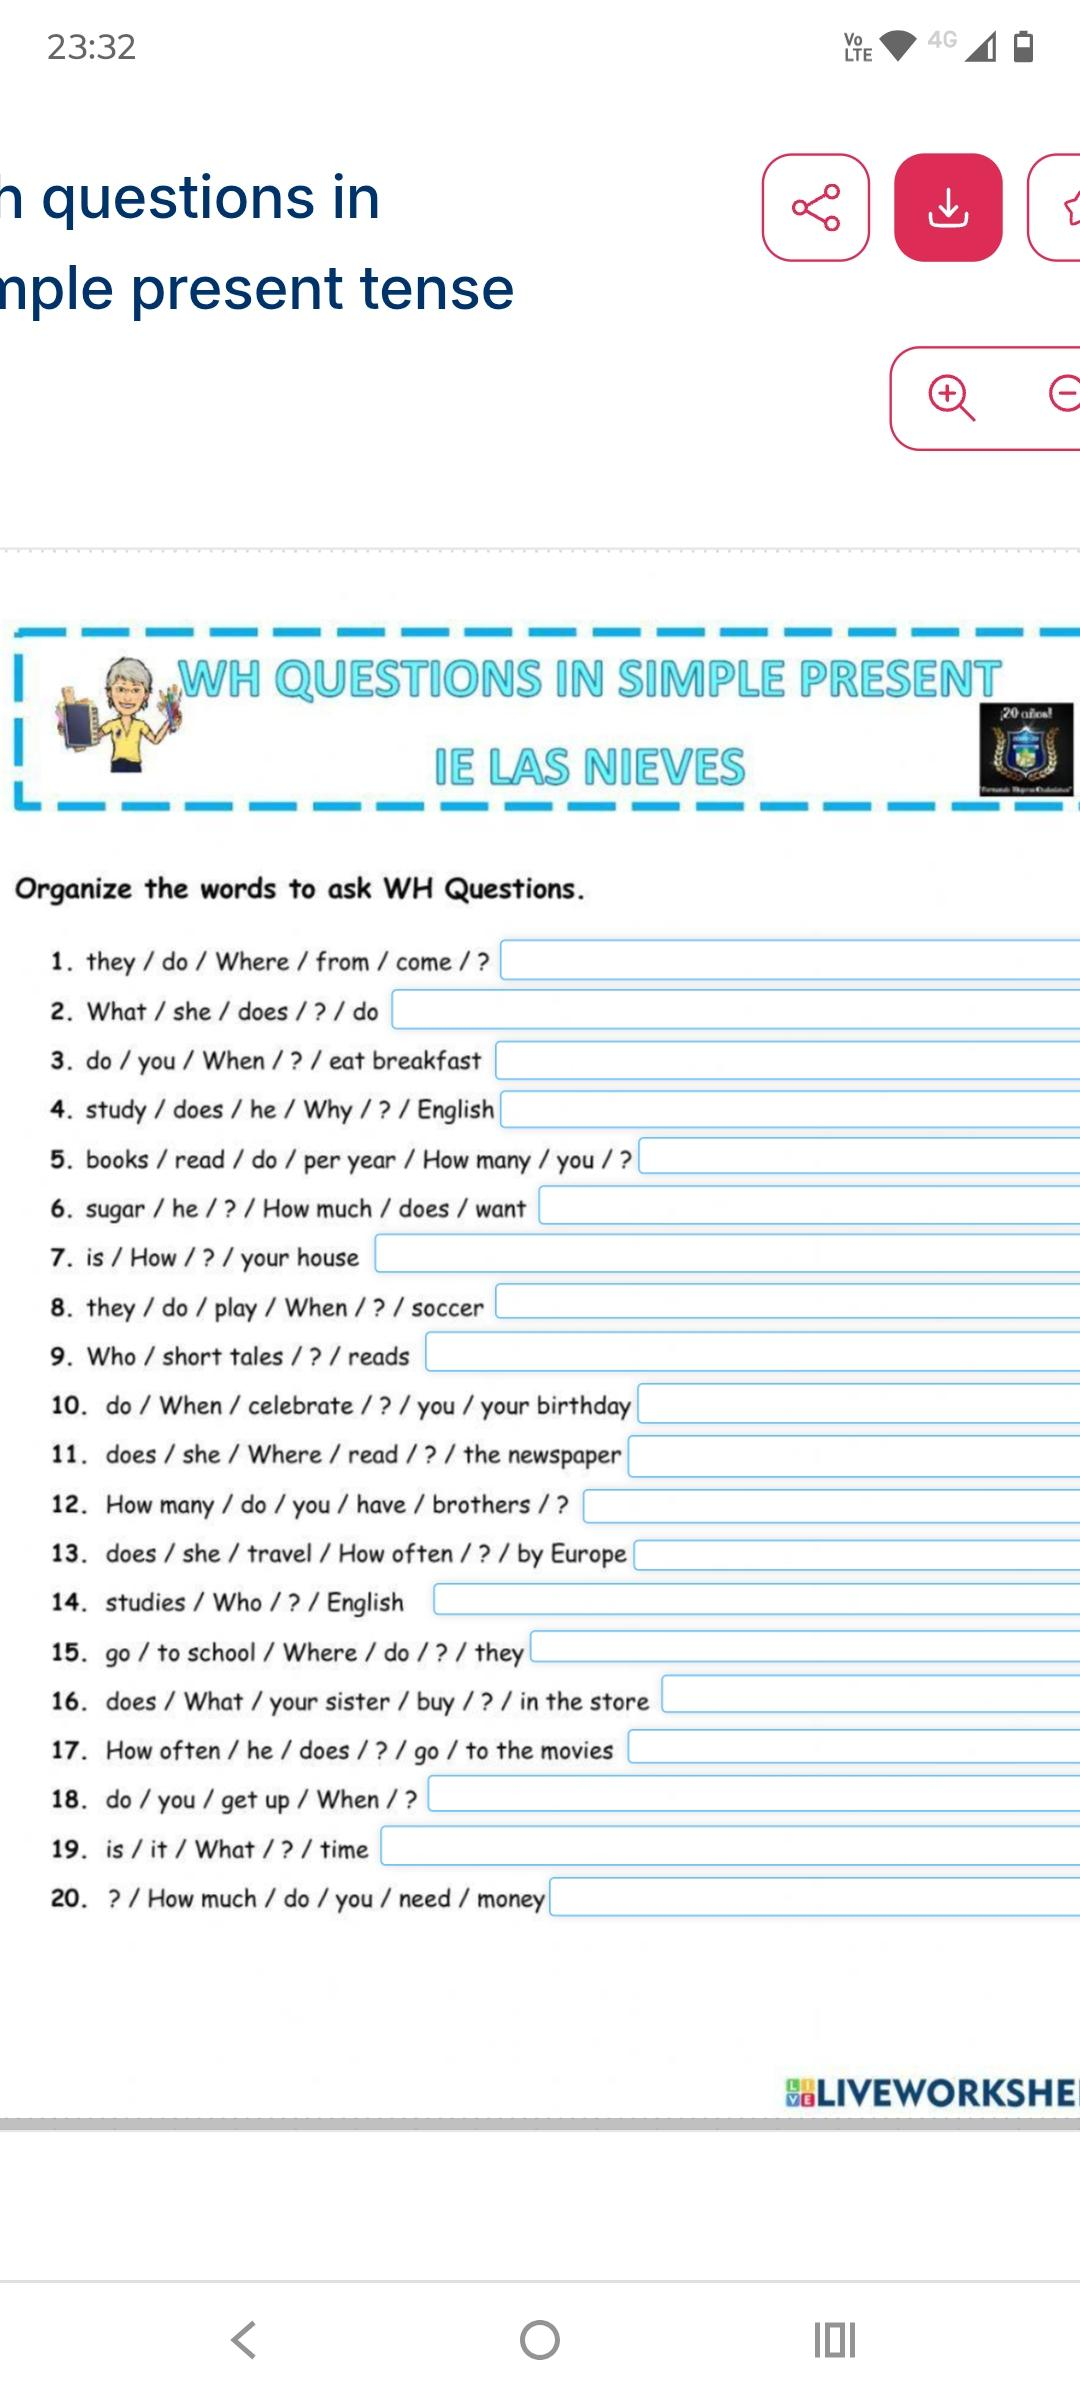 23:32
Vo LTE 4G
h questions in
mple present tense
WH QUESTIONS IN SIMPLE PRESENT
¡20 años!
IE LAS NIEVES
Organize the words to ask WH Questions.
1. they / do / Where / from / come / ?
2. What / she / does / ? / do
3. do / you / When / ? / eat breakfast
4. study / does / he / Why / ? / English
5. books / read / do / per year / How many / you / ?
6. sugar / he / ? / How much / does / want
7. is / How / ? / your house
8. they / do / play / When / ? / soccer
9. Who / short tales / ? / reads
10. do / When / celebrate / ? / you / your birthday
11. does / she / Where / read / ? / the newspaper
12. How many / do / you / have / brothers / ?
13. does / she / travel / How often / ? / by Europe
14. studies / Who / ? / English
15. go / to school / Where / do / ? / they
16. does / What / your sister / buy / ? / in the store
17. How often / he / does / ? / go / to the movies
18. do / you / get up / When / ?
19. is / it / What / ? / time
20. ? / How much / do / you / need / money
LIVE LIVEWORKSHE